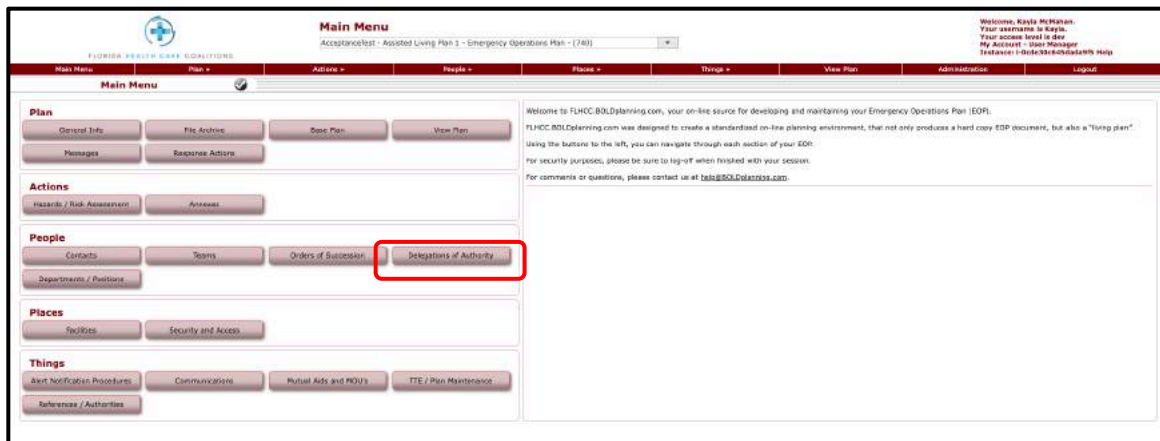 FLORIDA HEALTH CARE COALITIONS
Main Menu
AcceptanceTest - Assisted Living Plan 1 - Emergency Operations Plan - [740]
Welcome, Kayla McMahan.
Your username is Kayla.
Your access level is dev
My Account - User Manager
Main Menu Plan Actions People Places Things View Plan Administration Logout
Main Menu
Plan
General Info File Archive Base Plan View Plan
Messages Response Actions
Actions
Hazards / Risk Assessment Annexes
People
Contacts Teams Orders of Succession Delegations of Authority
Departments / Positions
Places
Facilities Security and Access
Things
Alert Notification Procedures Communications Mutual Aids and MOU's TTE / Plan Maintenance
References / Authorities
Welcome to FLHCC.BOLDplanning.com, your on-line source for developing and maintaining your Emergency Operations Plan (EOP).
FLHCC.BOLDplanning.com was designed to create a standardized on-line planning environment, that not only produces a hard copy EOP document, but also a "living plan".
Using the buttons to the left, you can navigate through each section of your EOP.
For security purposes, please be sure to log-off when finished with your session.
For comments or questions, please contact us at help@BOLDplanning.com.